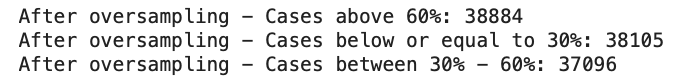 After oversampling – Cases above 60%: 38884
After oversampling – Cases below or equal to 30%: 38105
After oversampling – Cases between 30% – 60%: 37096